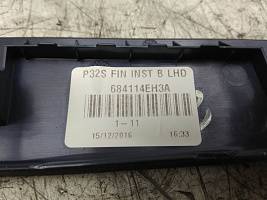 P32S FIN INST B LHD
684114EH3A
1-11
15/12/2016 16:33